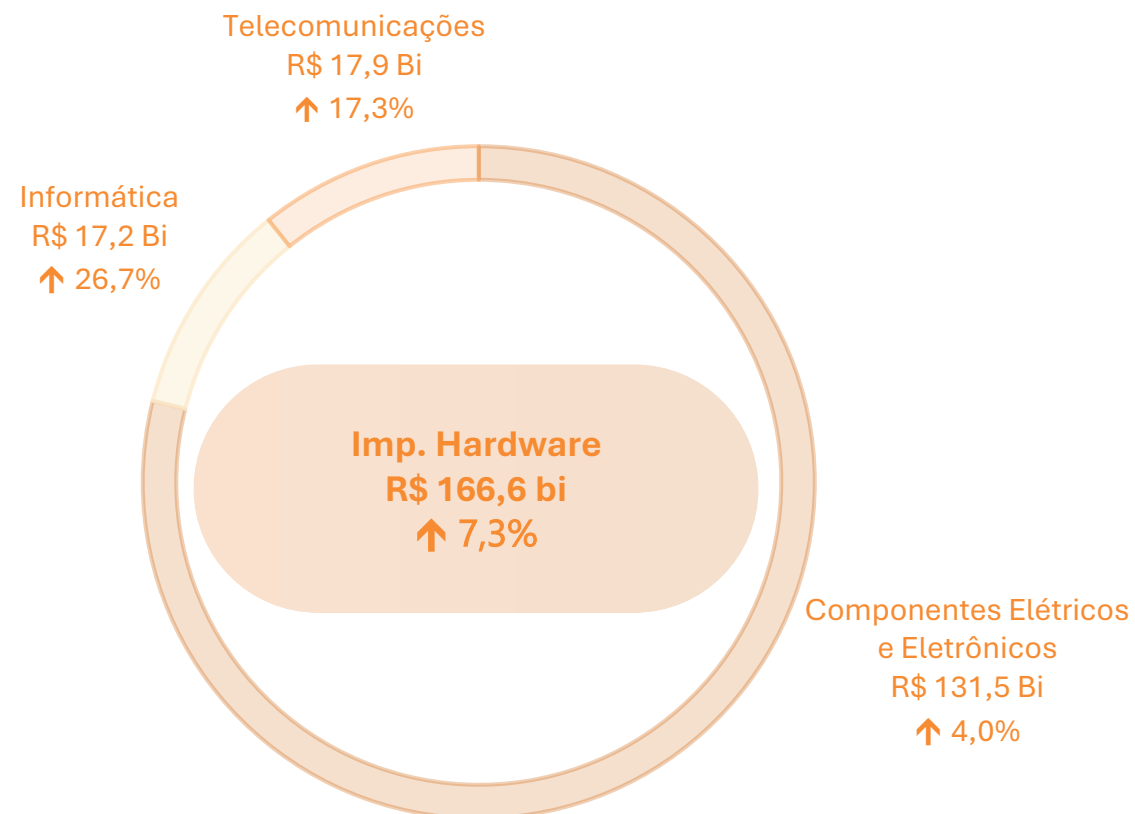 Telecomunicações
R$ 17,9 Bi
↑ 17,3%
Informática
R$ 17,2 Bi
↑ 26,7%
Imp. Hardware
R$ 166,6 bi
↑ 7,3%
Componentes Elétricos
e Eletrônicos
R$ 131,5 Bi
↑ 4,0%